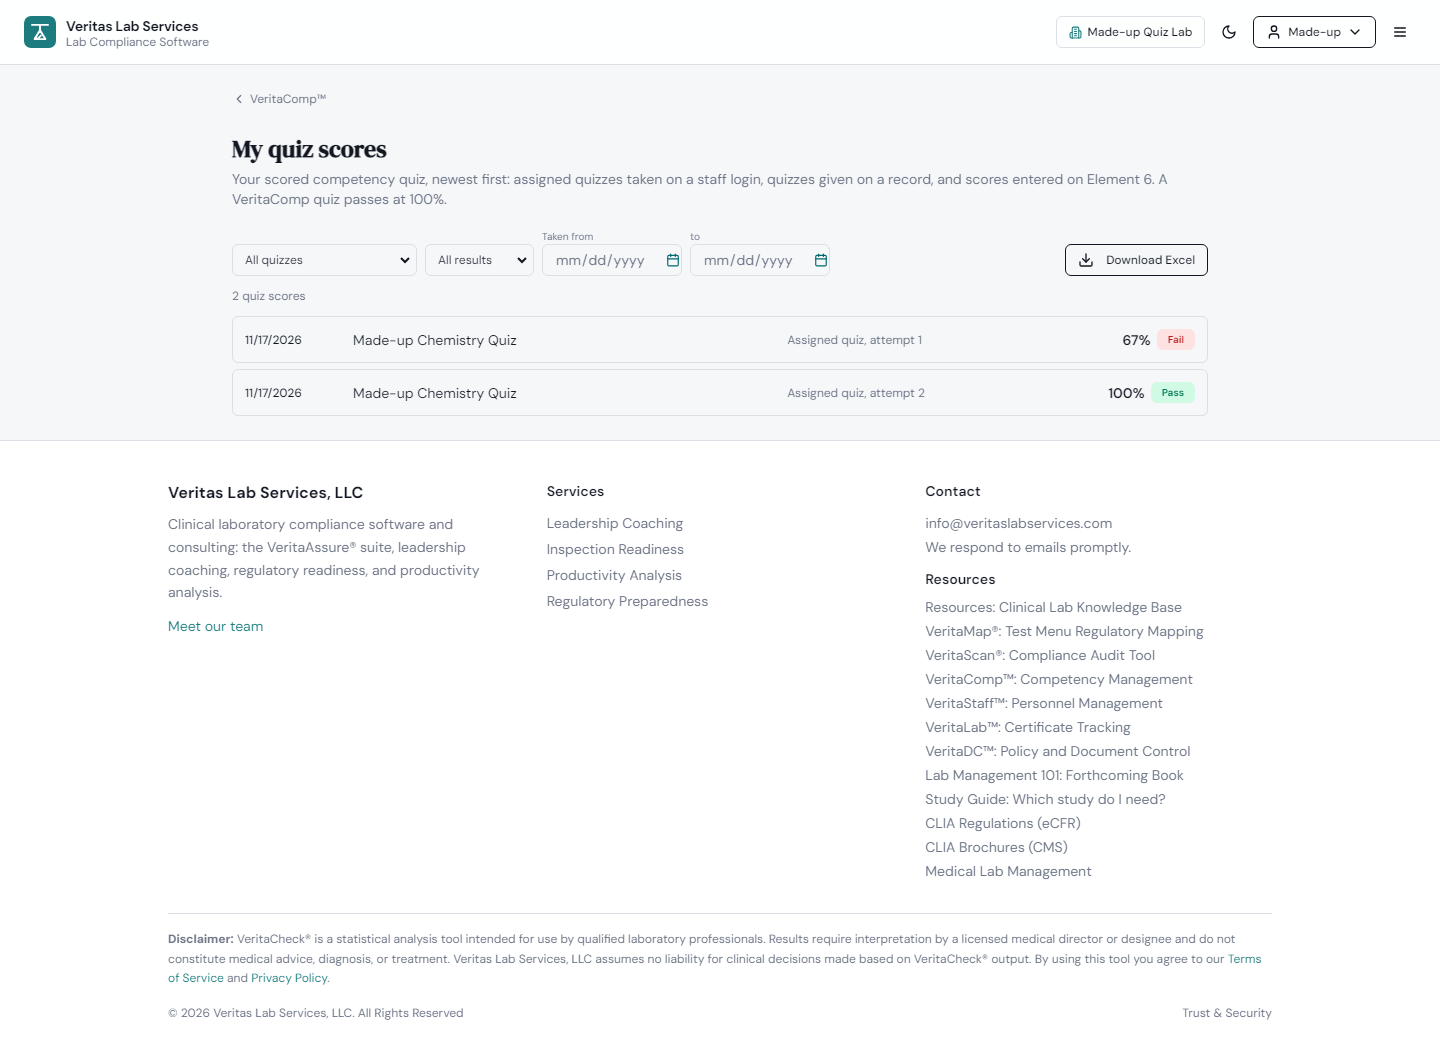 Veritas Lab Services
Lab Compliance Software
Made-up Quiz Lab
Made-up
VeritaComp™
My quiz scores
Your scored competency quiz, newest first: assigned quizzes taken on a staff login, quizzes given on a record, and scores entered on Element 6. A
VeritaComp quiz passes at 100%.
Taken from
to
All quizzes
All results
mm/dd/yyyy
mm/dd/yyyy
Download Excel
2 quiz scores
11/17/2026 Made-up Chemistry Quiz Assigned quiz, attempt 1 67% Fail
11/17/2026 Made-up Chemistry Quiz Assigned quiz, attempt 2 100% Pass
Veritas Lab Services, LLC
Clinical laboratory compliance software and
consulting: the VeritaAssure® suite, leadership
coaching, regulatory readiness, and productivity
analysis.
Meet our team
Services
Leadership Coaching
Inspection Readiness
Productivity Analysis
Regulatory Preparedness
Contact
info@veritaslabservices.com
We respond to emails promptly.
Resources
Resources: Clinical Lab Knowledge Base
VeritaMap®: Test Menu Regulatory Mapping
VeritaScan®: Compliance Audit Tool
VeritaComp™: Competency Management
VeritaStaff™: Personnel Management
VeritaLab™: Certificate Tracking
VeritaDC™: Policy and Document Control
Lab Management 101: Forthcoming Book
Study Guide: Which study do I need?
CLIA Regulations (eCFR)
CLIA Brochures (CMS)
Medical Lab Management
Disclaimer: VeritaCheck® is a statistical analysis tool intended for use by qualified laboratory professionals. Results require interpretation by a licensed medical director or designee and do not
constitute medical advice, diagnosis, or treatment. Veritas Lab Services, LLC assumes no liability for clinical decisions made based on VeritaCheck® output. By using this tool you agree to our Terms
of Service and Privacy Policy.
© 2026 Veritas Lab Services, LLC. All Rights Reserved
Trust & Security